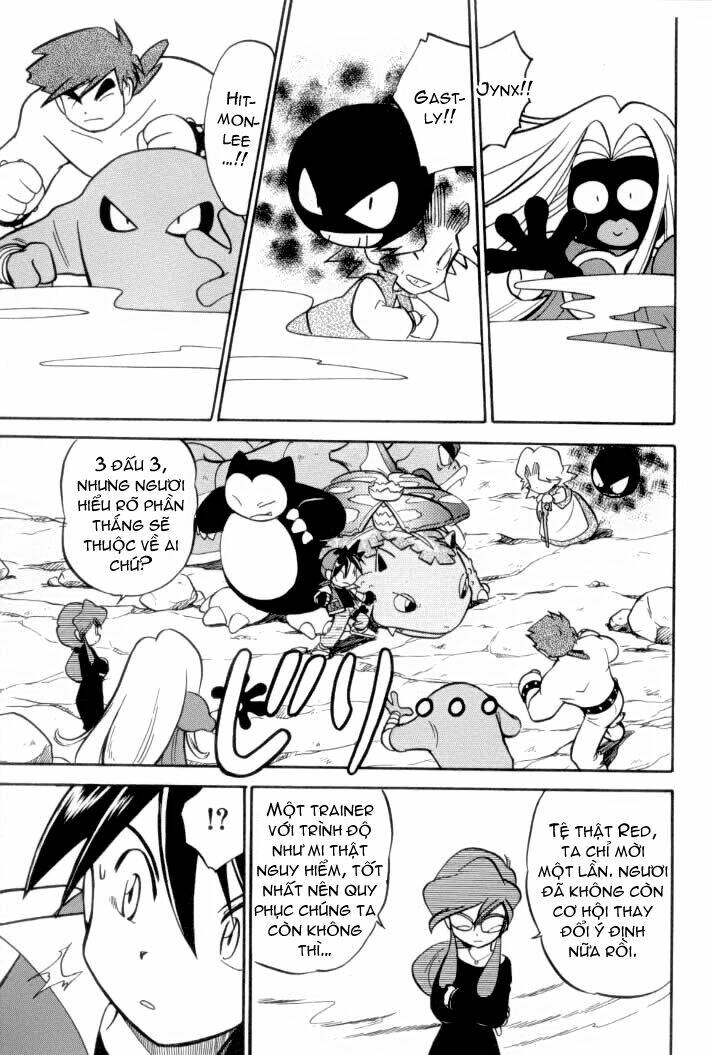 Jynx!!
Gast-
ly!!
Hit-
mon-
lee
...!!
3 đấu 3,
nhưng ngươi
hiểu rõ phần
thắng sẽ
thuộc về ai
chứ?
ビリ
Tệ thật Red,
ta chỉ mời
một lần. Ngươi
đã không còn
cơ hội thay
đổi ý định
nữa rồi.
Một trainer
với trình độ
như mi thật
nguy hiểm, tốt
nhất nên quy
phục chúng ta
còn không
thì...
!?